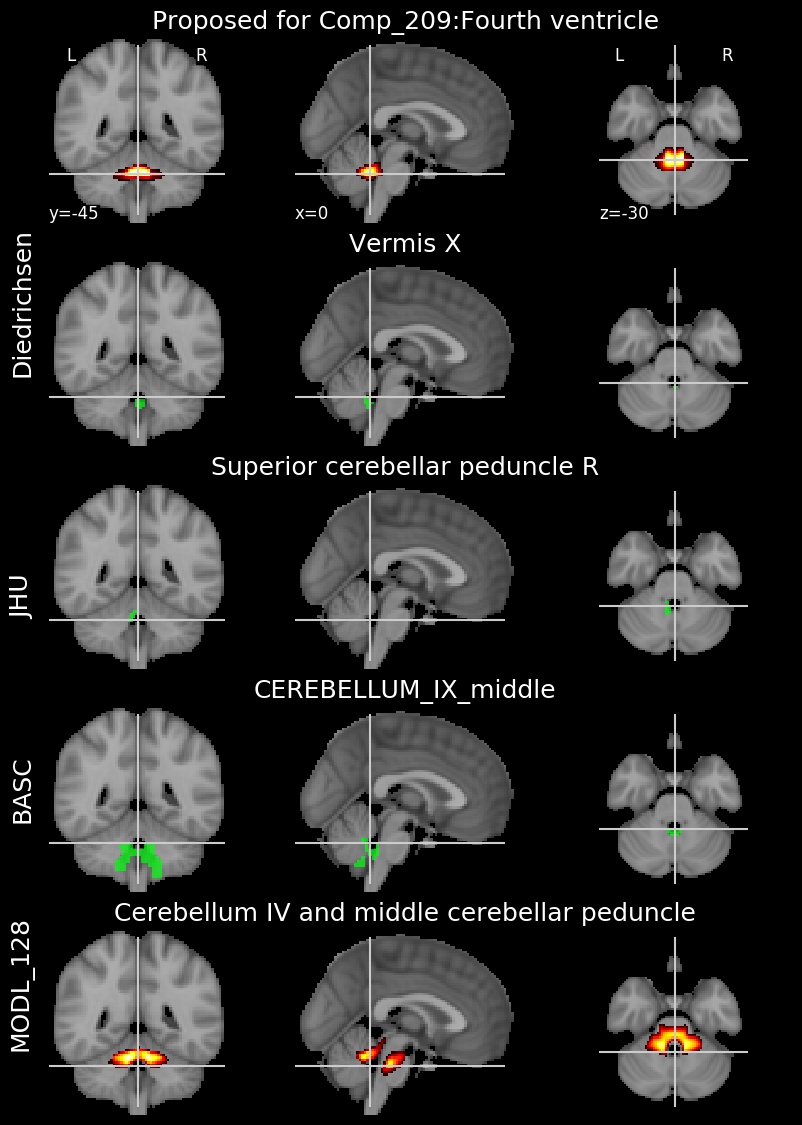 Proposed for Comp_209:Fourth ventricle
L R L R
y=-45 x=0 z=-30
Diedrichsen
Vermis X
JHU
Superior cerebellar peduncle R
BASC
CEREBELLUM_IX_middle
MODL_128
Cerebellum IV and middle cerebellar peduncle